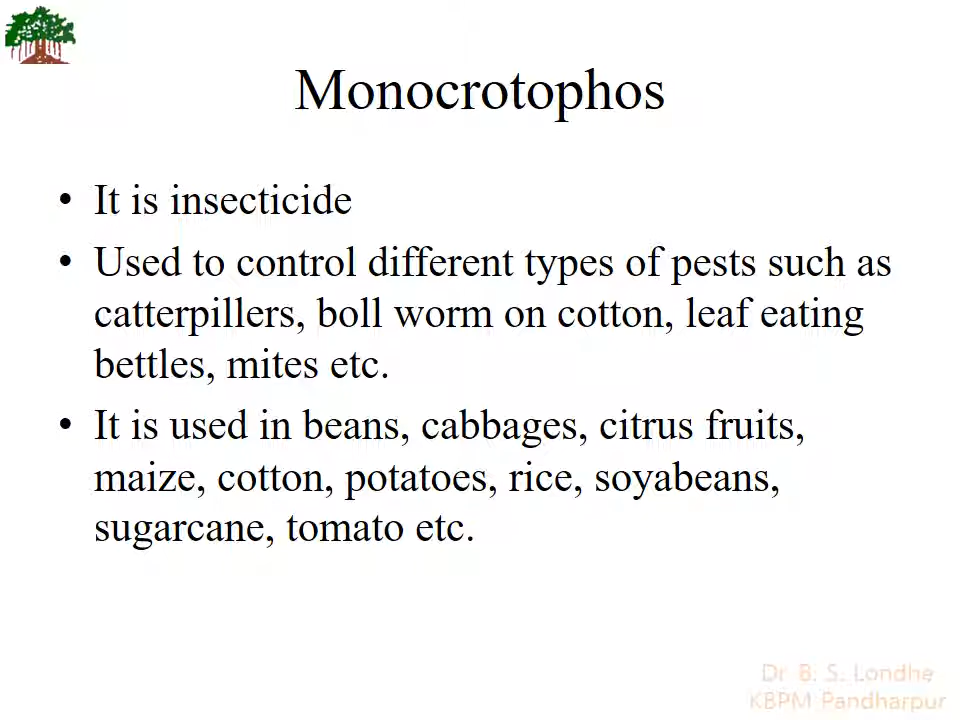 Monocrotophos
• It is insecticide
• Used to control different types of pests such as
catterpillers, boll worm on cotton, leaf eating
bettles, mites etc.
• It is used in beans, cabbages, citrus fruits,
maize, cotton, potatoes, rice, soyabeans,
sugarcane, tomato etc.
Dr. B. S. Londhe
KBPM Pandharpur